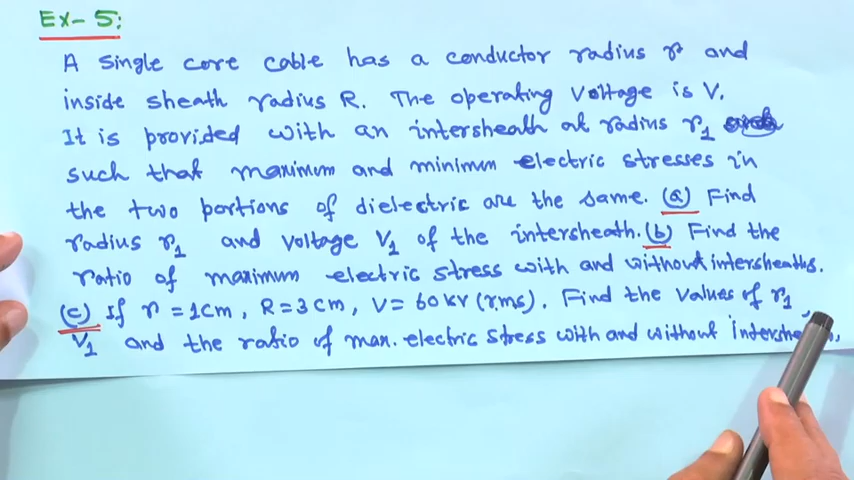 Ex-5:
A single core cable has a conductor radius r and
inside sheath radius R. The operating voltage is V.
It is provided with an intersheath at radius r1
such that maximum and minimum electric stresses in
the two portions of dielectric are the same. (a) Find
radius r1 and voltage V1 of the intersheath. (b) Find the
ratio of maximum electric stress with and without intersheaths.
(c) If r = 1cm, R = 3cm, V = 60 kV (rms). Find the values of r1,
V1 and the ratio of max. electric stress with and without